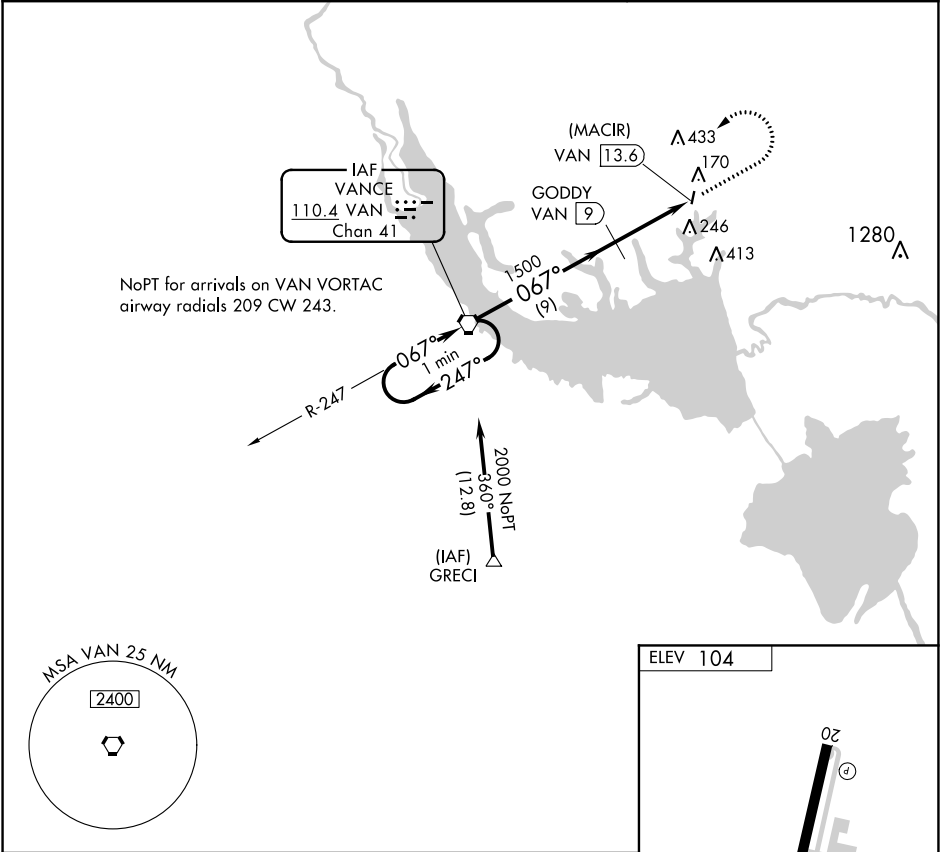 (MACIR)
VAN 13.6
433
170
IAF
VANCE
110.4 VAN
Chan 41
GODDY
VAN 9
246
413
1280
NoPT for arrivals on VAN VORTAC
airway radials 209 CW 243.
1500
067°
(9)
067°
1 min
247°
R-247
2000 NoPT
360°
(12.8)
(IAF)
GRECI
MSA VAN 25 NM
2400
ELEV 104
20
P